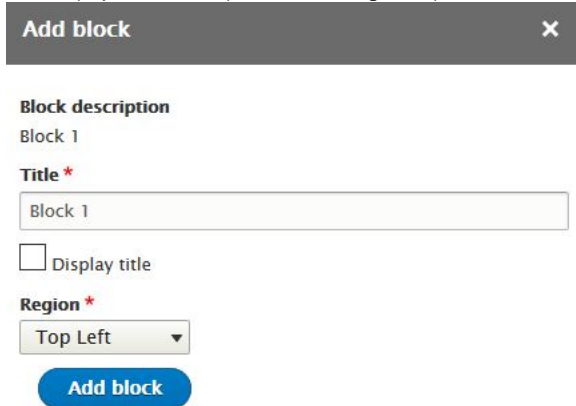 Add block ×
Block description
Block 1
Title *
Block 1
Display title
Region *
Top Left
Add block